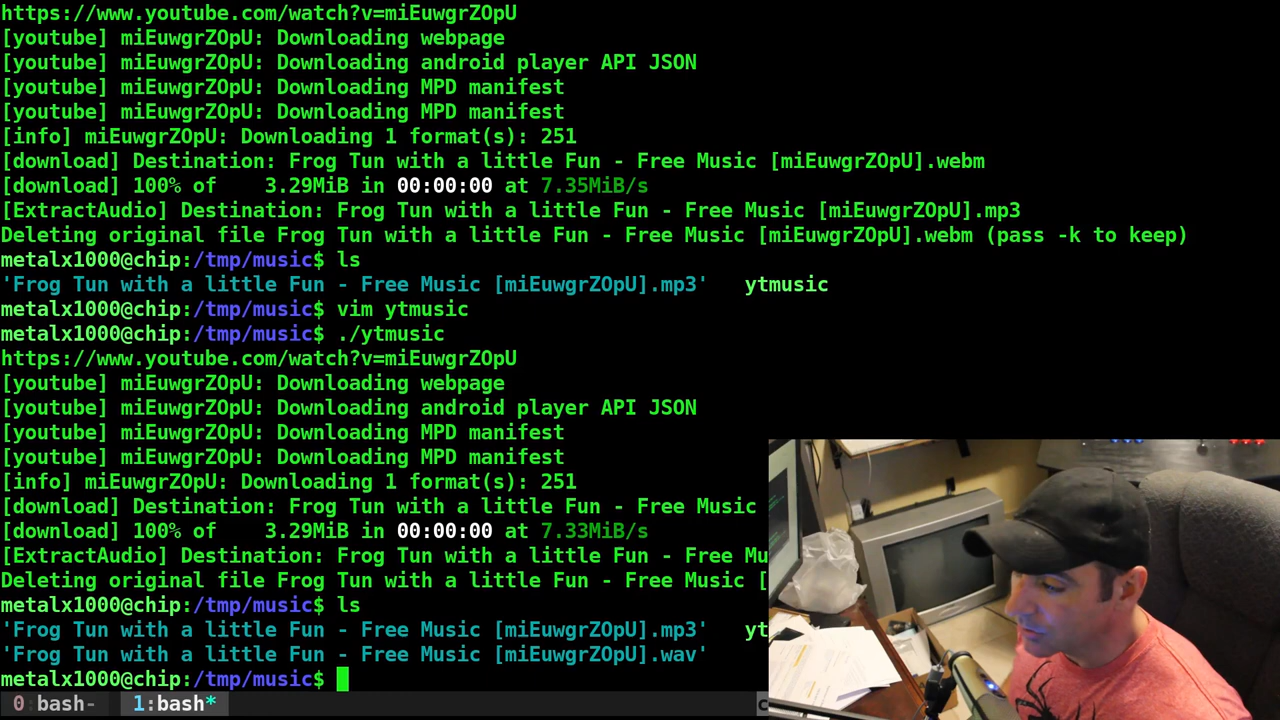 https://www.youtube.com/watch?v=miEuwgrZOpU
[youtube] miEuwgrZOpU: Downloading webpage
[youtube] miEuwgrZOpU: Downloading android player API JSON
[youtube] miEuwgrZOpU: Downloading MPD manifest
[youtube] miEuwgrZOpU: Downloading MPD manifest
[info] miEuwgrZOpU: Downloading 1 format(s): 251
[download] Destination: Frog Tun with a little Fun - Free Music [miEuwgrZOpU].webm
[download] 100% of    3.29MiB in 00:00:00 at 7.35MiB/s
[ExtractAudio] Destination: Frog Tun with a little Fun - Free Music [miEuwgrZOpU].mp3
Deleting original file Frog Tun with a little Fun - Free Music [miEuwgrZOpU].webm (pass -k to keep)
metalx1000@chip:/tmp/music$ ls
'Frog Tun with a little Fun - Free Music [miEuwgrZOpU].mp3'   ytmusic
metalx1000@chip:/tmp/music$ vim ytmusic
metalx1000@chip:/tmp/music$ ./ytmusic
https://www.youtube.com/watch?v=miEuwgrZOpU
[youtube] miEuwgrZOpU: Downloading webpage
[youtube] miEuwgrZOpU: Downloading android player API JSON
[youtube] miEuwgrZOpU: Downloading MPD manifest
[youtube] miEuwgrZOpU: Downloading MPD manifest
[info] miEuwgrZOpU: Downloading 1 format(s): 251
[download] Destination: Frog Tun with a little Fun - Free Music
[download] 100% of    3.29MiB in 00:00:00 at 7.33MiB/s
[ExtractAudio] Destination: Frog Tun with a little Fun - Free Mu
Deleting original file Frog Tun with a little Fun - Free Music [
metalx1000@chip:/tmp/music$ ls
'Frog Tun with a little Fun - Free Music [miEuwgrZOpU].mp3'   yt
'Frog Tun with a little Fun - Free Music [miEuwgrZOpU].wav'
metalx1000@chip:/tmp/music$
0:bash-  1:bash*